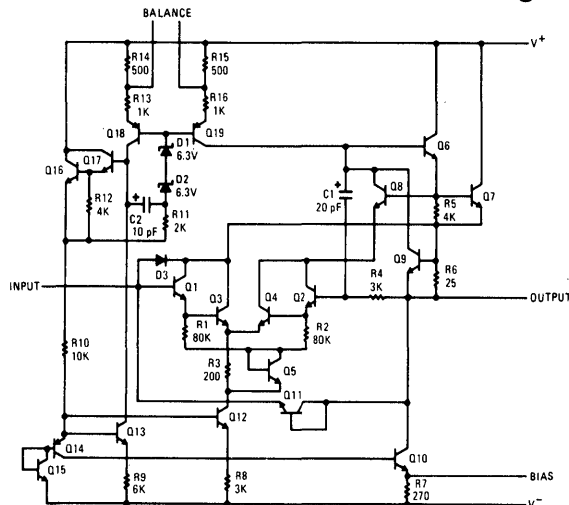 BALANCE
V+
R14
500
R15
500
R13
1K
R16
1K
Q18
D1
6.3V
Q19
Q16
Q17
Q6
D2
6.3V
R12
4K
C1
20 pF
Q8
R5
4K
Q7
C2
10 pF
R11
2K
Q9
D3
R4
3K
R6
25
INPUT
Q1
Q3
Q4
Q2
OUTPUT
R1
80K
R2
80K
R10
10K
R3
200
Q5
Q11
Q12
Q13
Q14
Q15
Q10
R9
6K
R8
3K
BIAS
R7
270
V-